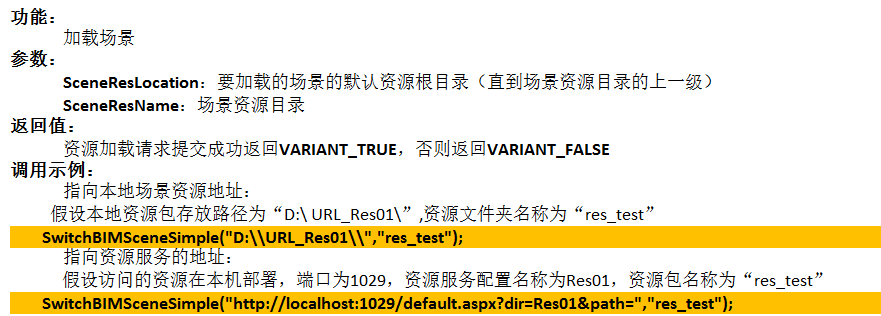 功能：
加载场景
参数：
SceneResLocation：要加载的场景的默认资源根目录（直到场景资源目录的上一级）
SceneResName：场景资源目录
返回值：
资源加载请求提交成功返回VARIANT_TRUE，否则返回VARIANT_FALSE
调用示例：
指向本地场景资源地址：
假设本地资源包存放路径为“D:\ URL_Res01\”,资源文件夹名称为“res_test”
SwitchBIMSceneSimple("D:\\URL_Res01\\","res_test");
指向资源服务的地址：
假设访问的资源在本机部署，端口为1029，资源服务配置名称为Res01，资源包名称为“res_test”
SwitchBIMSceneSimple("http://localhost:1029/default.aspx?dir=Res01&path=","res_test");